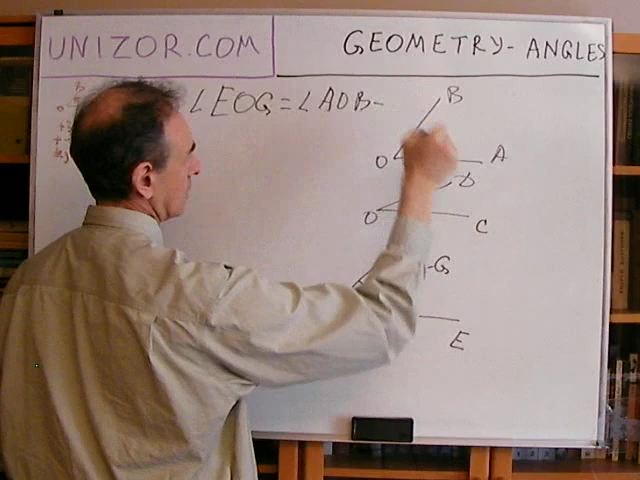 UNIZOR.COM
GEOMETRY - ANGLES
∠EOG = ∠AOB -
B
O
A
D
O
C
G
E